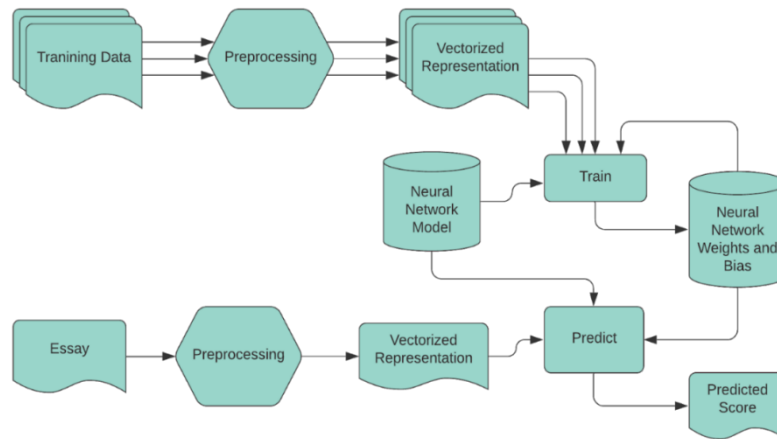 Tranining Data
Preprocessing
Vectorized
Representation
Train
Neural
Network
Model
Neural
Network
Weights and
Bias
Essay
Preprocessing
Vectorized
Representation
Predict
Predicted
Score